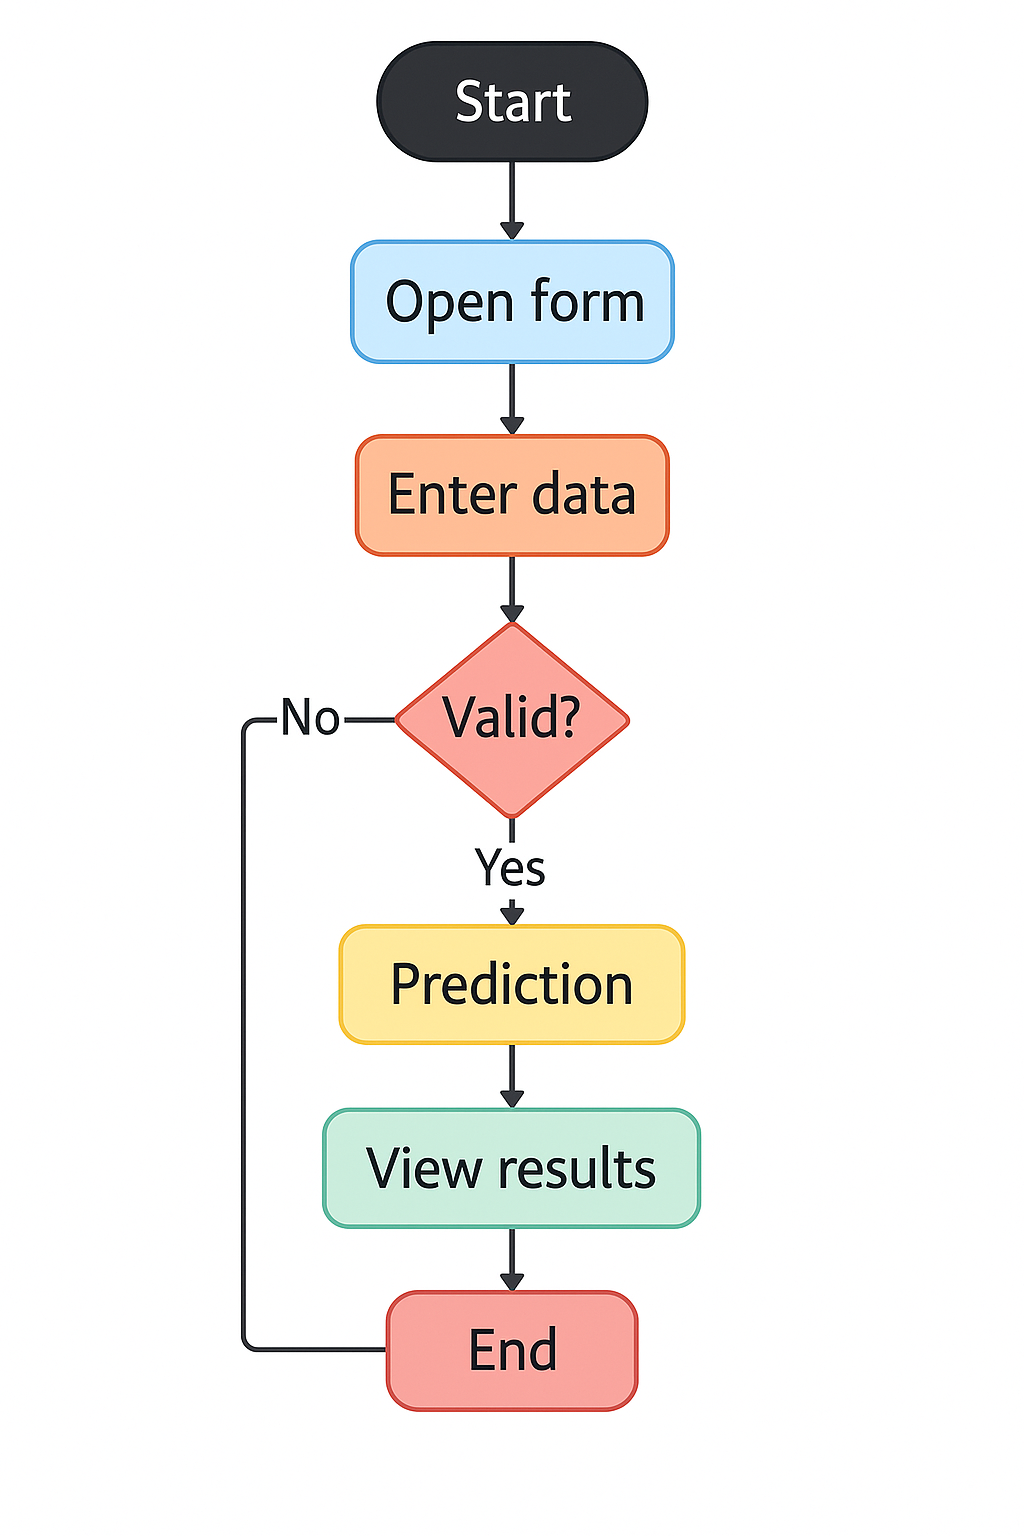 Start
Open form
Enter data
Valid?
No
Yes
Prediction
View results
End